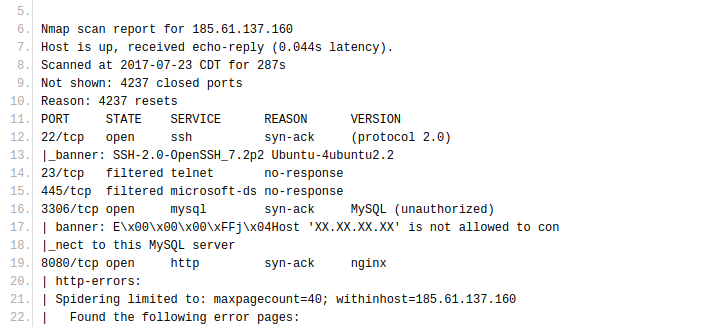 5.
6. Nmap scan report for 185.61.137.160
7. Host is up, received echo-reply (0.044s latency).
8. Scanned at 2017-07-23 CDT for 287s
9. Not shown: 4237 closed ports
10. Reason: 4237 resets
11. PORT     STATE    SERVICE      REASON      VERSION
12. 22/tcp   open     ssh          syn-ack     (protocol 2.0)
13. |_banner: SSH-2.0-OpenSSH_7.2p2 Ubuntu-4ubuntu2.2
14. 23/tcp   filtered telnet       no-response
15. 445/tcp  filtered microsoft-ds no-response
16. 3306/tcp open     mysql        syn-ack     MySQL (unauthorized)
17. | banner: E\x00\x00\x00\xFFj\x04Host 'XX.XX.XX.XX' is not allowed to con
18. |_nect to this MySQL server
19. 8080/tcp open     http         syn-ack     nginx
20. | http-errors:
21. | Spidering limited to: maxpagecount=40; withinhost=185.61.137.160
22. |   Found the following error pages: